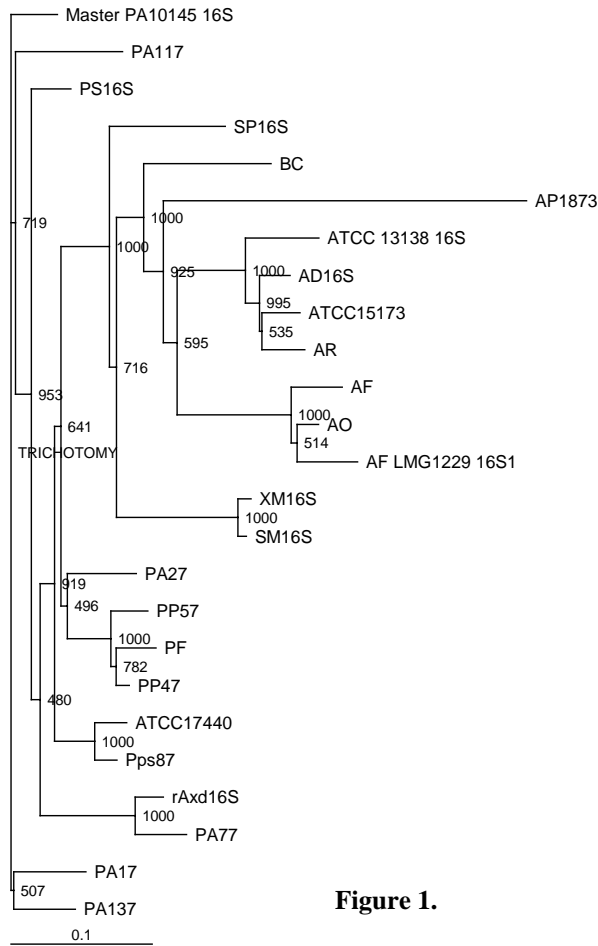 Master PA10145 16S
PA117
PS16S
SP16S
BC
AP1873
719
1000
1000
ATCC 13138 16S
925
1000
AD16S
995
ATCC15173
535
595
AR
716
953
AF
1000
AO
641
514
TRICHOTOMY
AF LMG1229 16S1
XM16S
1000
SM16S
PA27
919
496
PP57
1000
PF
782
PP47
480
ATCC17440
1000
Pps87
rAxd16S
1000
PA77
PA17
507
PA137
Figure 1.
0.1